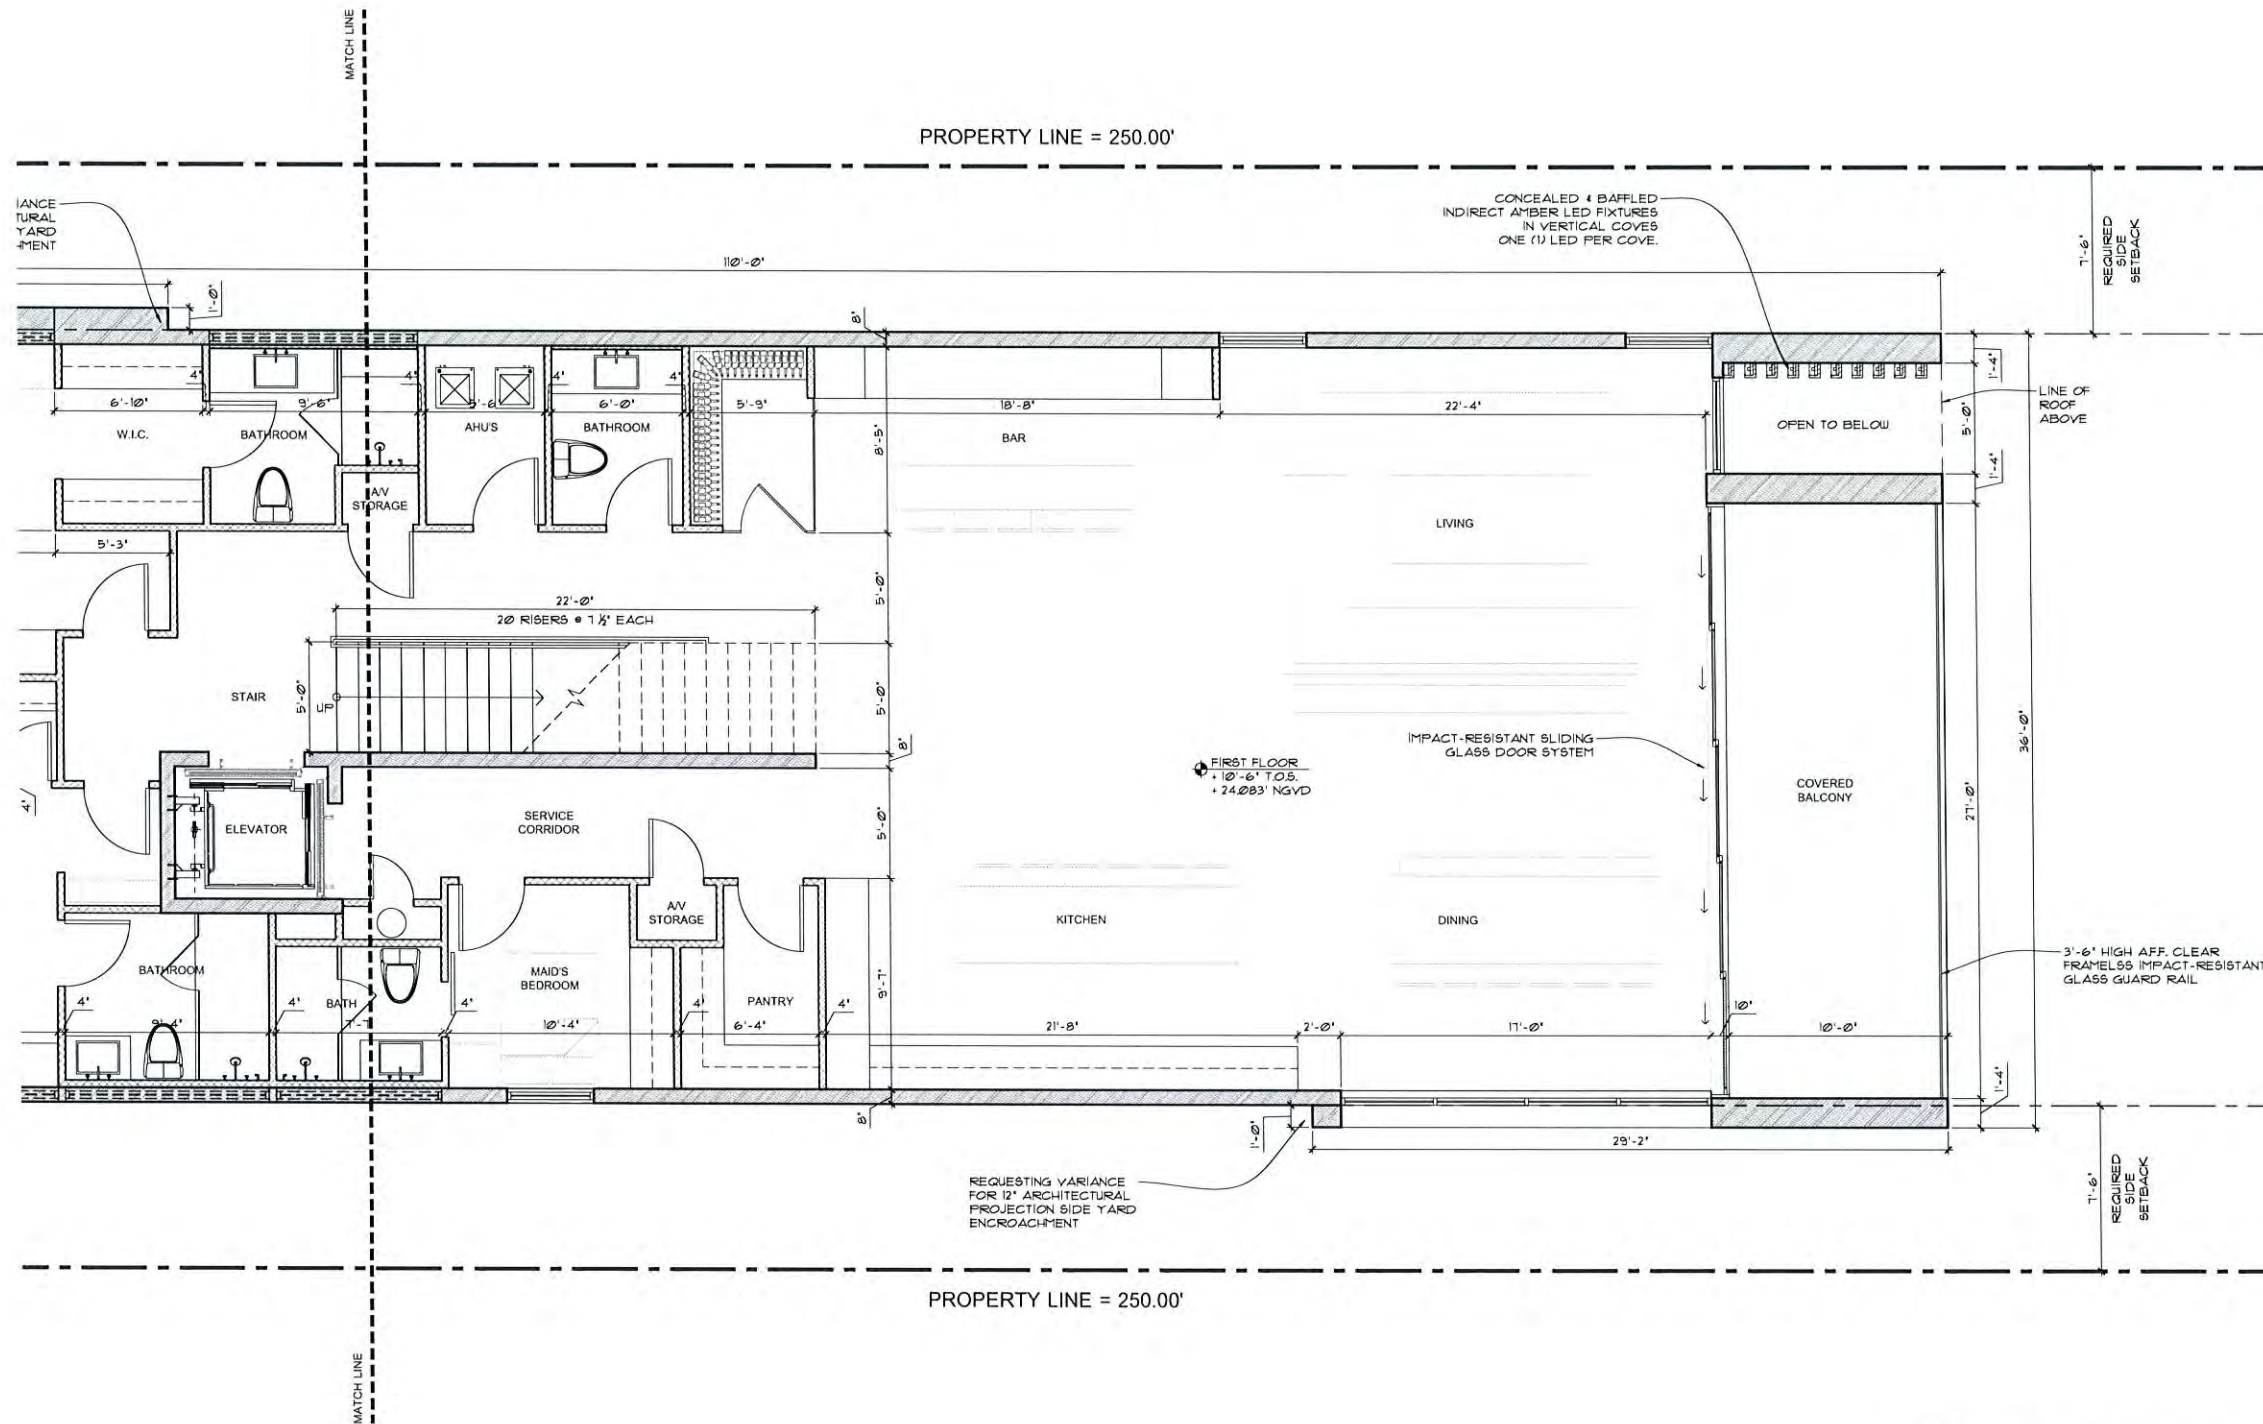 MATCH LINE
PROPERTY LINE = 250.00'
IANCE
TURAL
YARD
HMENT
CONCEALED & BAFFLED
INDIRECT AMBER LED FIXTURES
IN VERTICAL COVES
ONE (1) LED PER COVE.
7'-6"
REQUIRED
SIDE
SETBACK
110'-0"
1'-0"
8"
4"
4"
4"
4"
6'-10"
9'-6"
5'-6
6'-0"
5'-9"
18'-8"
22'-4"
1'-4"
W.I.C.
BATHROOM
AHU'S
BATHROOM
BAR
8'-5"
OPEN TO BELOW
5'-0"
LINE OF
ROOF
ABOVE
1'-4"
A/V
STORAGE
LIVING
5'-3"
22'-0"
20 RISERS @ 7 ½" EACH
5'-0"
STAIR
5'-0"
UP
5'-0"
8"
IMPACT-RESISTANT SLIDING
GLASS DOOR SYSTEM
36'-0"
FIRST FLOOR
+ 10'-6" T.O.S.
+ 24.083' NGVD
COVERED
BALCONY
27'-0"
4"
ELEVATOR
SERVICE
CORRIDOR
5'-0"
A/V
STORAGE
KITCHEN
DINING
3'-6" HIGH A.F.F. CLEAR
FRAMELSS IMPACT-RESISTANT
GLASS GUARD RAIL
BATHROOM
MAID'S
BEDROOM
9'-7"
4"
4"
BATH
4"
4"
PANTRY
4"
10"
9'-4"
7'-7
10'-4"
6'-4"
21'-8"
2'-0"
17'-0"
10'-0"
1'-4"
8"
1'-0"
29'-2"
REQUESTING VARIANCE
FOR 12" ARCHITECTURAL
PROJECTION SIDE YARD
ENCROACHMENT
7'-6"
REQUIRED
SIDE
SETBACK
PROPERTY LINE = 250.00'
MATCH LINE